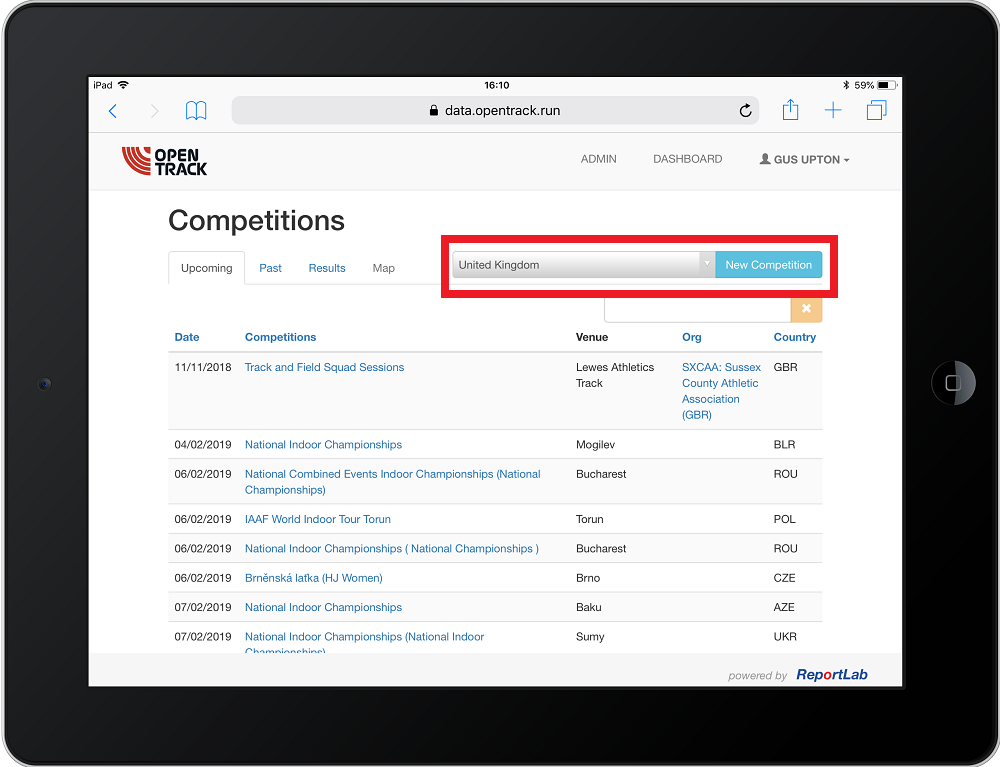 iPad 16:10 59%
data.opentrack.run
OPEN
TRACK
ADMIN DASHBOARD GUS UPTON
Competitions
Upcoming Past Results Map United Kingdom New Competition
Date Competitions Venue Org Country
11/11/2018 Track and Field Squad Sessions Lewes Athletics SXCAA: Sussex GBR
Track County Athletic
Association
(GBR)
04/02/2019 National Indoor Championships Mogilev BLR
06/02/2019 National Combined Events Indoor Championships (National Bucharest ROU
Championships)
06/02/2019 IAAF World Indoor Tour Torun Torun POL
06/02/2019 National Indoor Championships ( National Championships ) Bucharest ROU
06/02/2019 Brněnská laťka (HJ Women) Brno CZE
07/02/2019 National Indoor Championships Baku AZE
07/02/2019 National Indoor Championships (National Indoor Sumy UKR
Championships)
powered by ReportLab